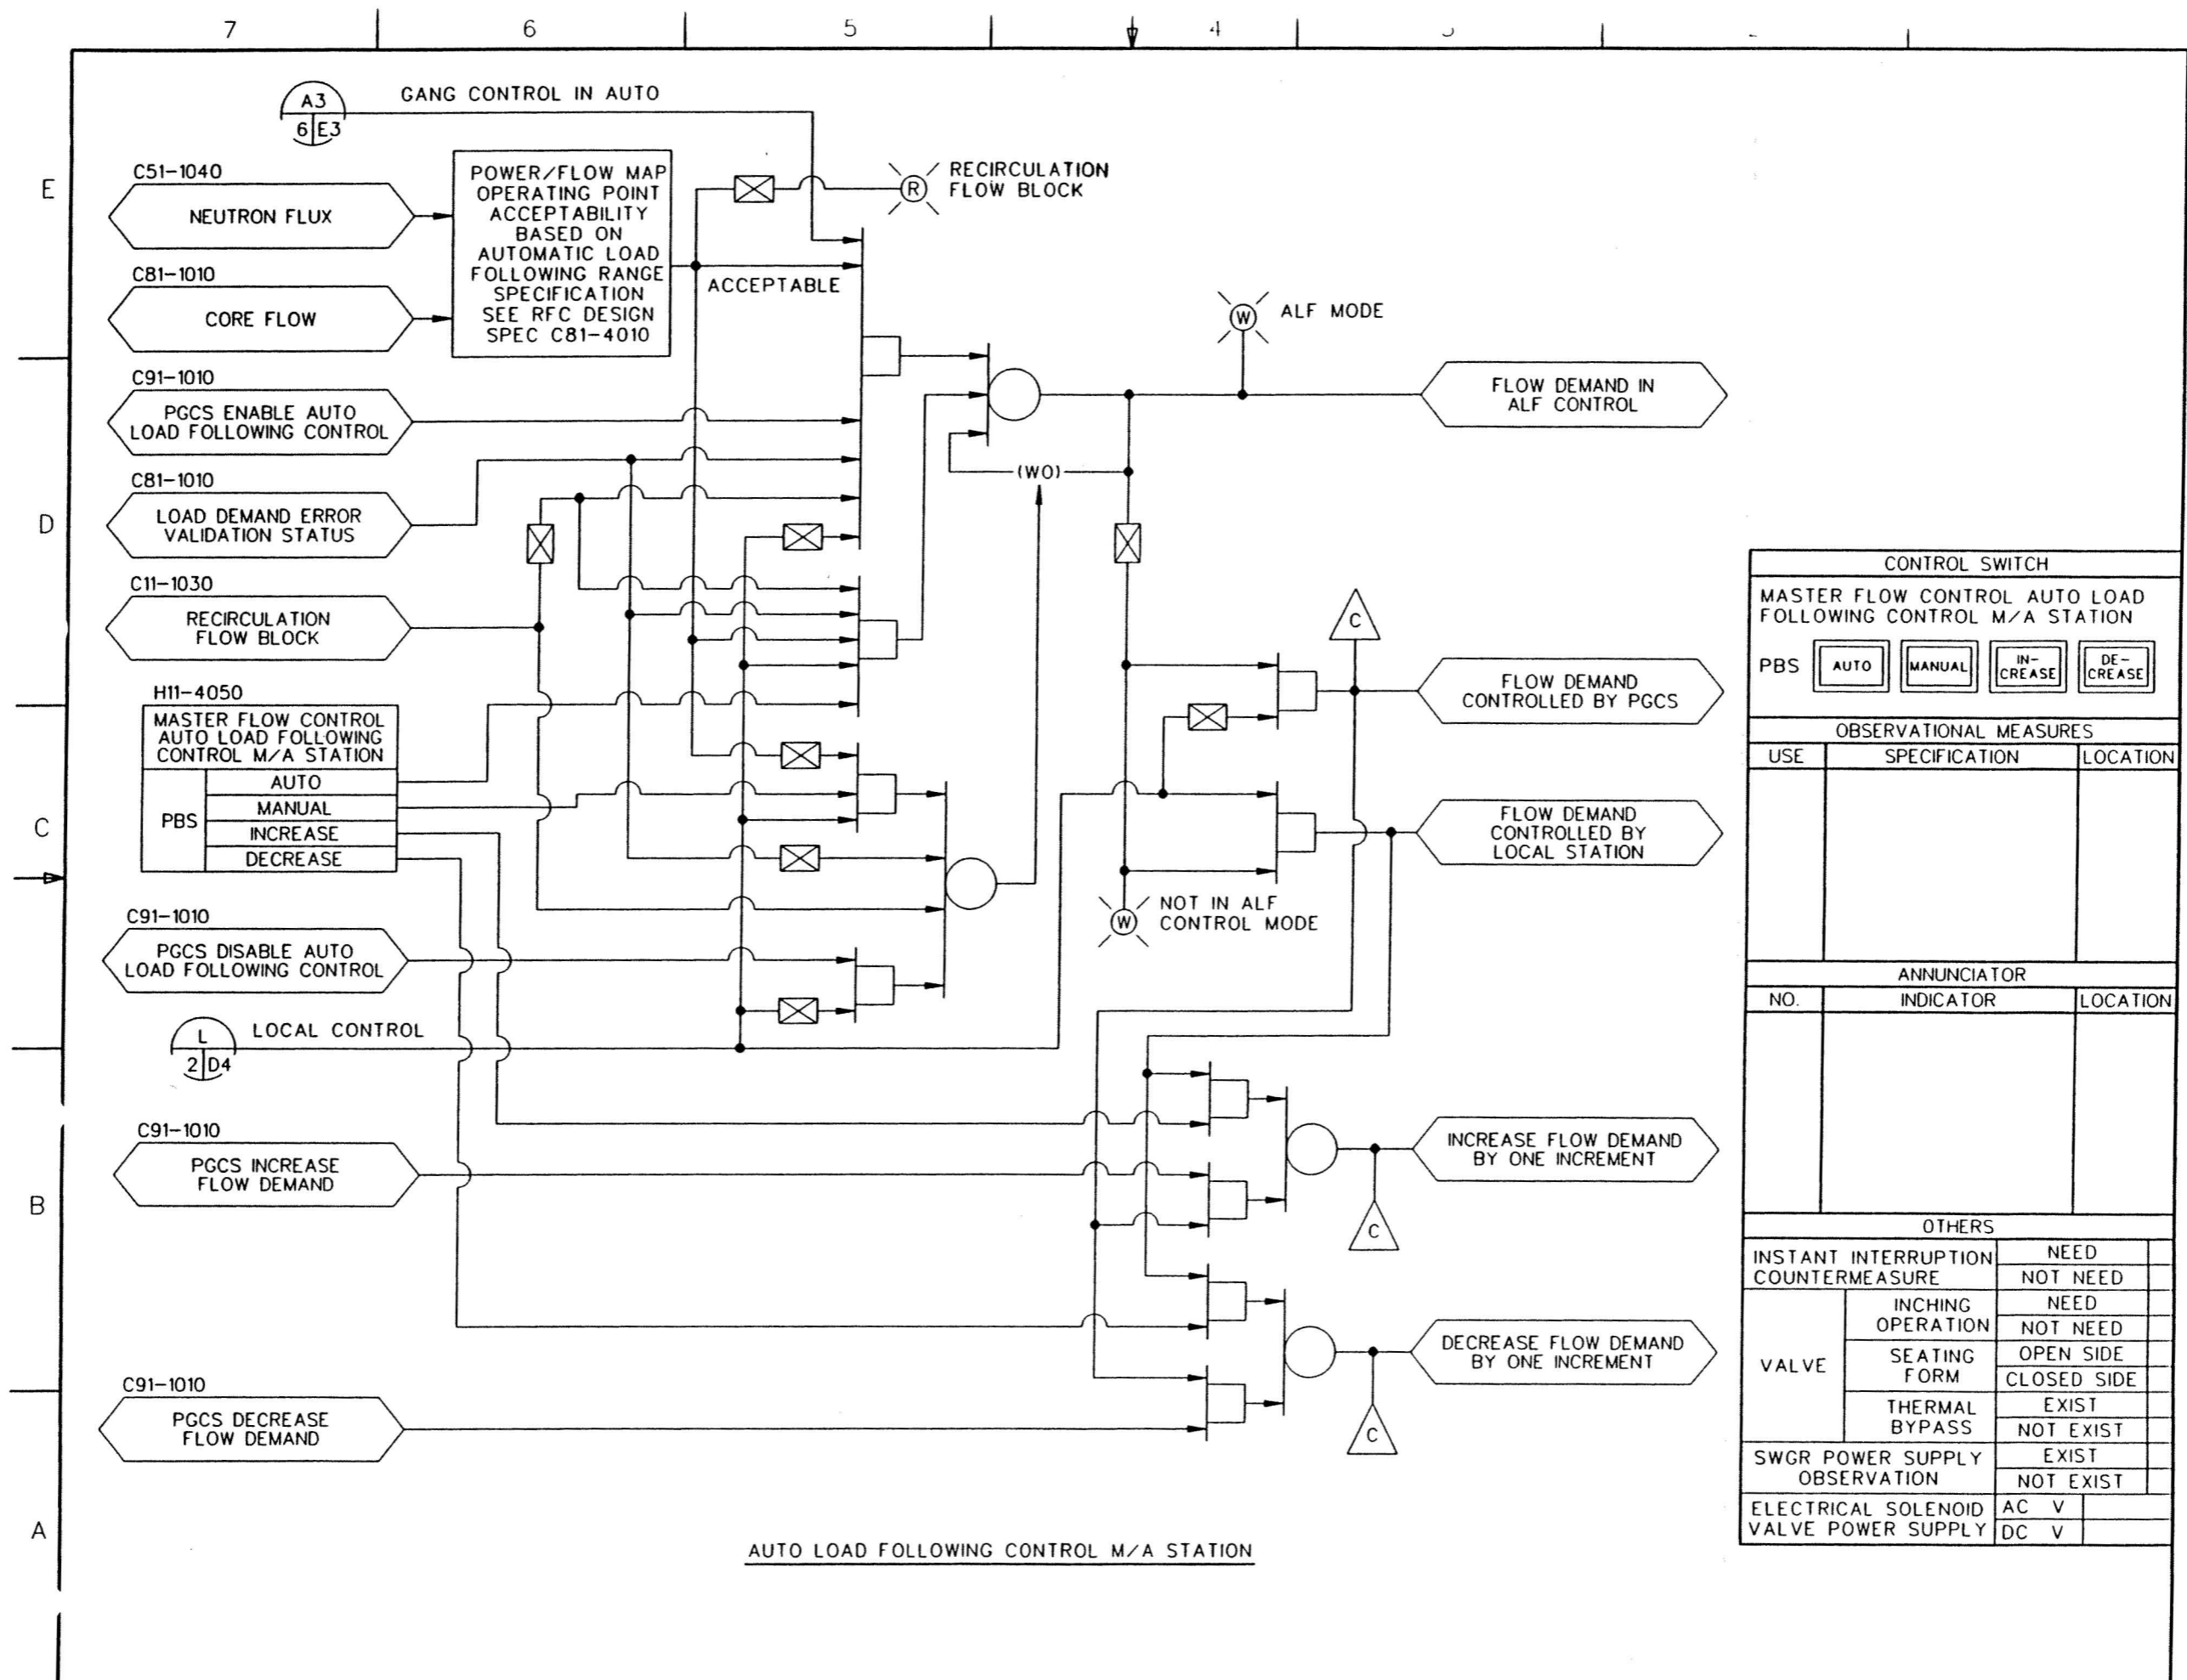 7
6
5
4
A3
6 E3
GANG CONTROL IN AUTO
E
C51-1040
NEUTRON FLUX
POWER/FLOW MAP
OPERATING POINT
ACCEPTABILITY
BASED ON
AUTOMATIC LOAD
FOLLOWING RANGE
SPECIFICATION
SEE RFC DESIGN
SPEC C81-4010
R
RECIRCULATION
FLOW BLOCK
C81-1010
CORE FLOW
ACCEPTABLE
W
ALF MODE
C91-1010
PGCS ENABLE AUTO
LOAD FOLLOWING CONTROL
FLOW DEMAND IN
ALF CONTROL
(WO)
D
C81-1010
LOAD DEMAND ERROR
VALIDATION STATUS
C11-1030
RECIRCULATION
FLOW BLOCK
C
FLOW DEMAND
CONTROLLED BY PGCS
H11-4050
MASTER FLOW CONTROL
AUTO LOAD FOLLOWING
CONTROL M/A STATION
PBS
AUTO
MANUAL
INCREASE
DECREASE
C
FLOW DEMAND
CONTROLLED BY
LOCAL STATION
W
NOT IN ALF
CONTROL MODE
C91-1010
PGCS DISABLE AUTO
LOAD FOLLOWING CONTROL
L
2 D4
LOCAL CONTROL
C91-1010
PGCS INCREASE
FLOW DEMAND
INCREASE FLOW DEMAND
BY ONE INCREMENT
C
B
DECREASE FLOW DEMAND
BY ONE INCREMENT
C
C91-1010
PGCS DECREASE
FLOW DEMAND
A
AUTO LOAD FOLLOWING CONTROL M/A STATION
CONTROL SWITCH
MASTER FLOW CONTROL AUTO LOAD
FOLLOWING CONTROL M/A STATION
PBS AUTO MANUAL IN-CREASE DE-CREASE
OBSERVATIONAL MEASURES
USE SPECIFICATION LOCATION
ANNUNCIATOR
NO. INDICATOR LOCATION
OTHERS
INSTANT INTERRUPTION
COUNTERMEASURE
NEED
NOT NEED
VALVE
INCHING
OPERATION
NEED
NOT NEED
SEATING
FORM
OPEN SIDE
CLOSED SIDE
THERMAL
BYPASS
EXIST
NOT EXIST
SWGR POWER SUPPLY
OBSERVATION
EXIST
NOT EXIST
ELECTRICAL SOLENOID
VALVE POWER SUPPLY
AC V
DC V